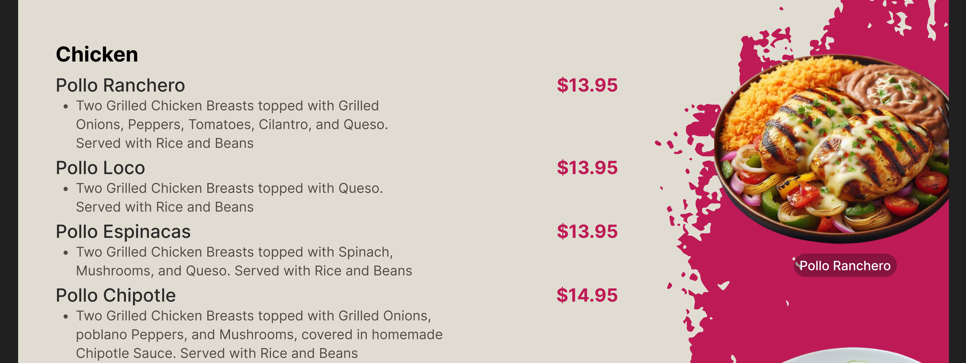 Chicken
Pollo Ranchero $13.95
• Two Grilled Chicken Breasts topped with Grilled
Onions, Peppers, Tomatoes, Cilantro, and Queso.
Served with Rice and Beans
Pollo Loco $13.95
• Two Grilled Chicken Breasts topped with Queso.
Served with Rice and Beans
Pollo Espinacas $13.95
• Two Grilled Chicken Breasts topped with Spinach,
Mushrooms, and Queso. Served with Rice and Beans
Pollo Chipotle $14.95
• Two Grilled Chicken Breasts topped with Grilled Onions,
poblano Peppers, and Mushrooms, covered in homemade
Chipotle Sauce. Served with Rice and Beans
Pollo Ranchero